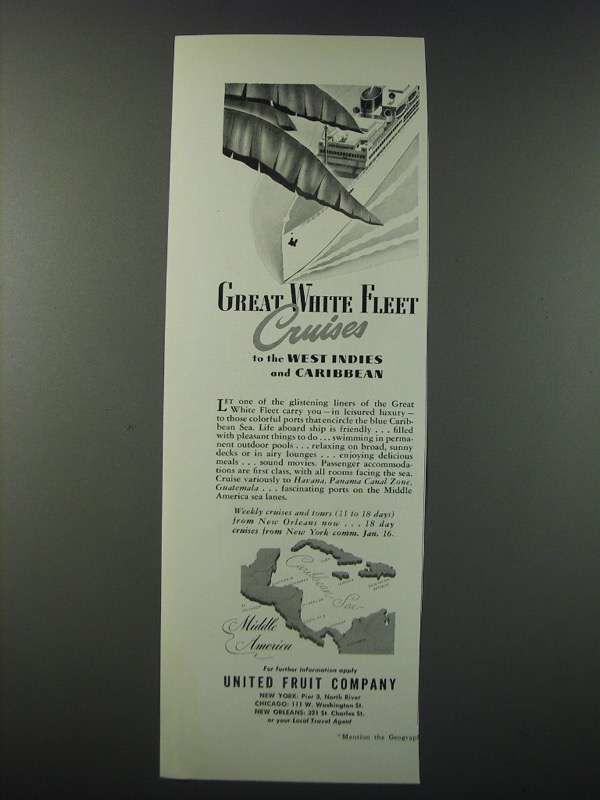 GREAT WHITE FLEET
Cruises
to the WEST INDIES
and CARIBBEAN
LET one of the glistening liners of the Great
White Fleet carry you—in leisured luxury—
to those colorful ports that encircle the blue Carib-
bean Sea. Life aboard ship is friendly . . . filled
with pleasant things to do . . . swimming in perma-
nent outdoor pools . . . relaxing on broad, sunny
decks or in airy lounges . . . enjoying delicious
meals . . . sound movies. Passenger accommoda-
tions are first class, with all rooms facing the sea.
Cruise variously to Havana, Panama Canal Zone,
Guatemala . . . fascinating ports on the Middle
America sea lanes.
Weekly cruises and tours (11 to 18 days)
from New Orleans now . . . 18 day
cruises from New York comm. Jan. 16.
Caribbean Sea
Middle
America
For further information apply
UNITED FRUIT COMPANY
NEW YORK: Pier 3, North River
CHICAGO: 111 W. Washington St.
NEW ORLEANS: 321 St. Charles St.
or your Local Travel Agent
"Mention the Geograph